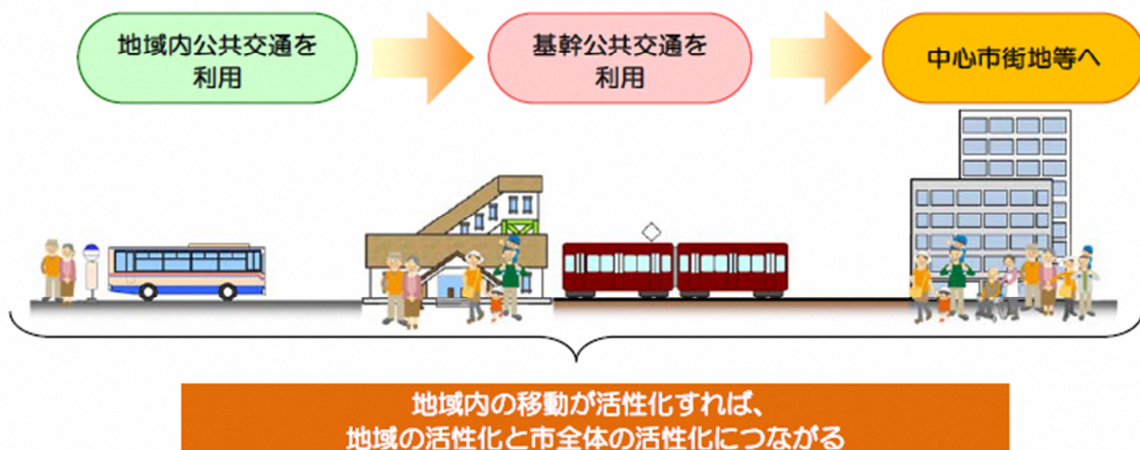 地域内公共交通を
利用
基幹公共交通を
利用
中心市街地等へ
地域内の移動が活性化すれば、
地域の活性化と市全体の活性化につながる